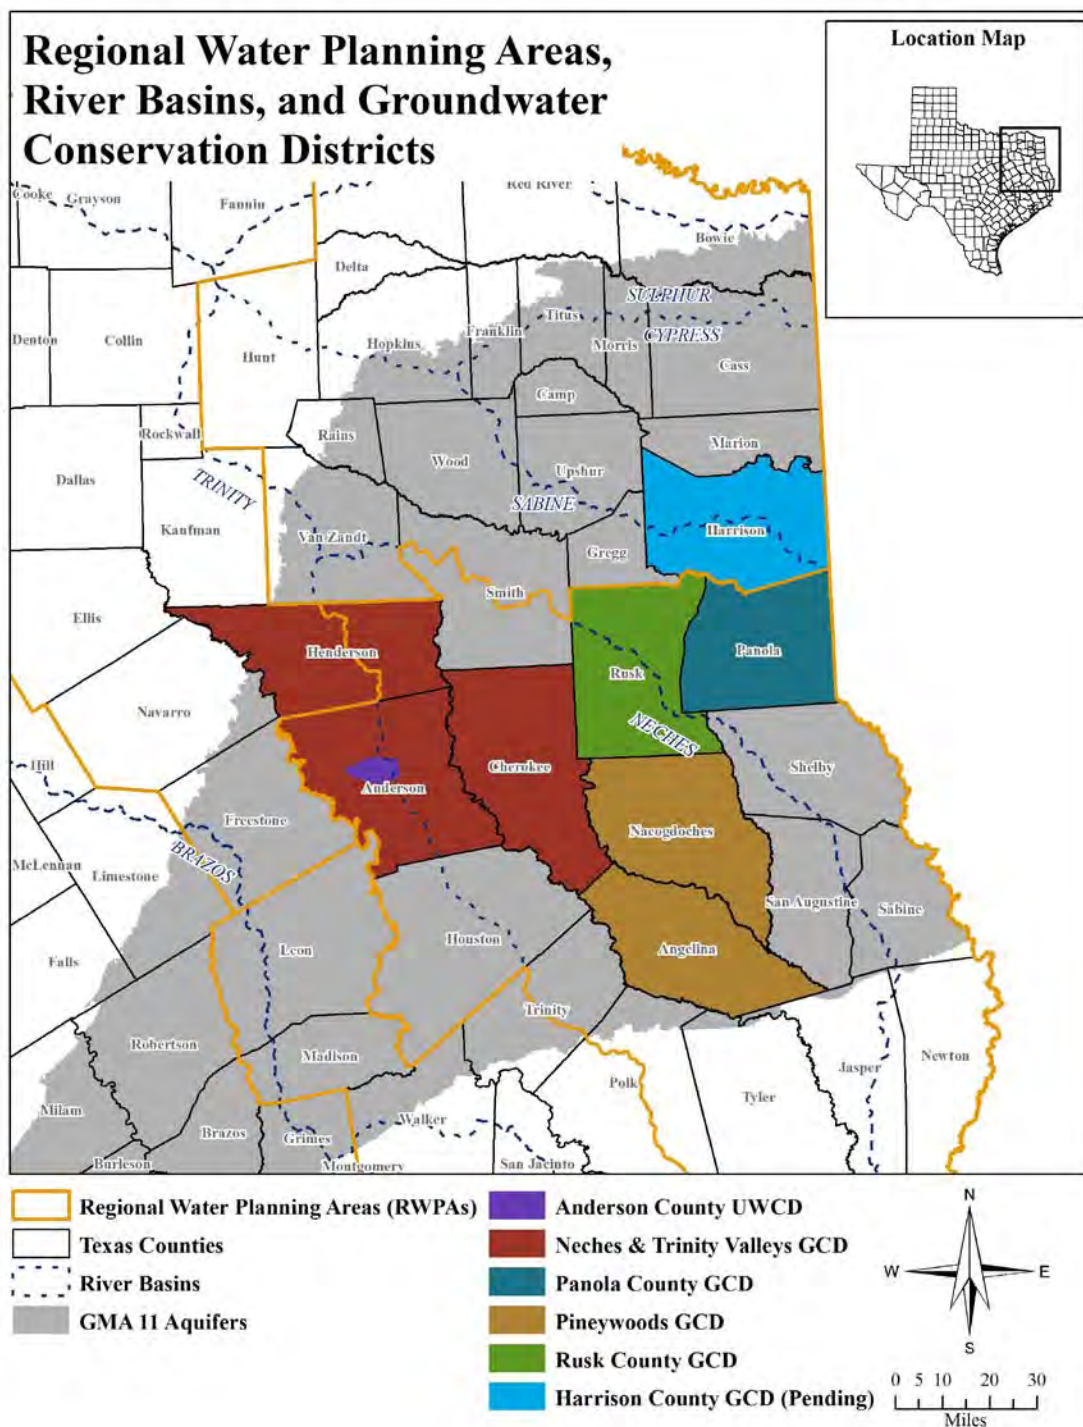 Regional Water Planning Areas,
River Basins, and Groundwater
Conservation Districts
Location Map
Cooke
Grayson
Fannin
Red River
Bowie
Delta
SULPHUR
Titus
CYPRESS
Denton
Collin
Hunt
Hopkins
Franklin
Morris
Cass
Camp
Rockwall
Rains
Wood
Upshur
Marion
Dallas
TRINITY
SABINE
Kaufman
Van Zandt
Gregg
Harrison
Smith
Ellis
Henderson
Rusk
Panola
Navarro
NECHES
Hill
Anderson
Cherokee
Shelby
Freestone
Nacogdoches
McLennan
BRAZOS
Limestone
San Augustine
Sabine
Falls
Leon
Houston
Angelina
Trinity
Robertson
Madison
Jasper
Newton
Polk
Tyler
Milam
Brazos
Grimes
Walker
Burleson
Montgomery
San Jacinto
Regional Water Planning Areas (RWPAs)
Texas Counties
River Basins
GMA 11 Aquifers
Anderson County UWCD
Neches & Trinity Valleys GCD
Panola County GCD
Pineywoods GCD
Rusk County GCD
Harrison County GCD (Pending)
N
W
E
S
0 5 10 20 30
Miles